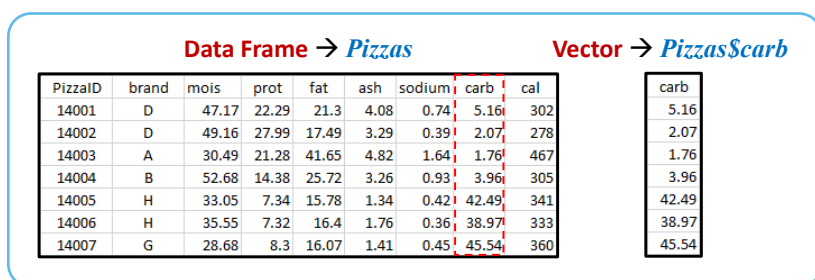 Data Frame → Pizzas Vector → Pizzas$carb
PizzaID brand mois prot fat ash sodium carb cal carb
14001 D 47.17 22.29 21.3 4.08 0.74 5.16 302 5.16
14002 D 49.16 27.99 17.49 3.29 0.39 2.07 278 2.07
14003 A 30.49 21.28 41.65 4.82 1.64 1.76 467 1.76
14004 B 52.68 14.38 25.72 3.26 0.93 3.96 305 3.96
14005 H 33.05 7.34 15.78 1.34 0.42 42.49 341 42.49
14006 H 35.55 7.32 16.4 1.76 0.36 38.97 333 38.97
14007 G 28.68 8.3 16.07 1.41 0.45 45.54 360 45.54